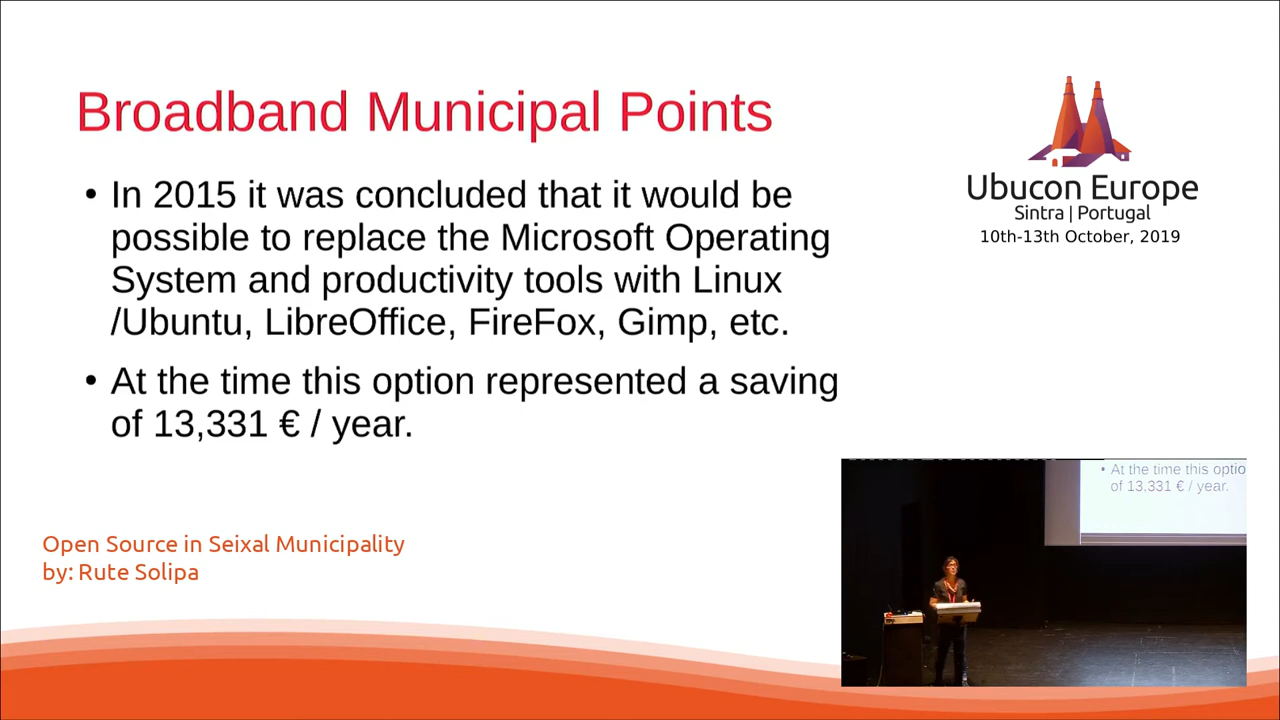 Broadband Municipal Points
• In 2015 it was concluded that it would be
possible to replace the Microsoft Operating
System and productivity tools with Linux
/Ubuntu, LibreOffice, FireFox, Gimp, etc.
• At the time this option represented a saving
of 13,331 € / year.
Ubucon Europe
Sintra | Portugal
10th-13th October, 2019
Open Source in Seixal Municipality
by: Rute Solipa
• At the time this optio
of 13.331 € / year.